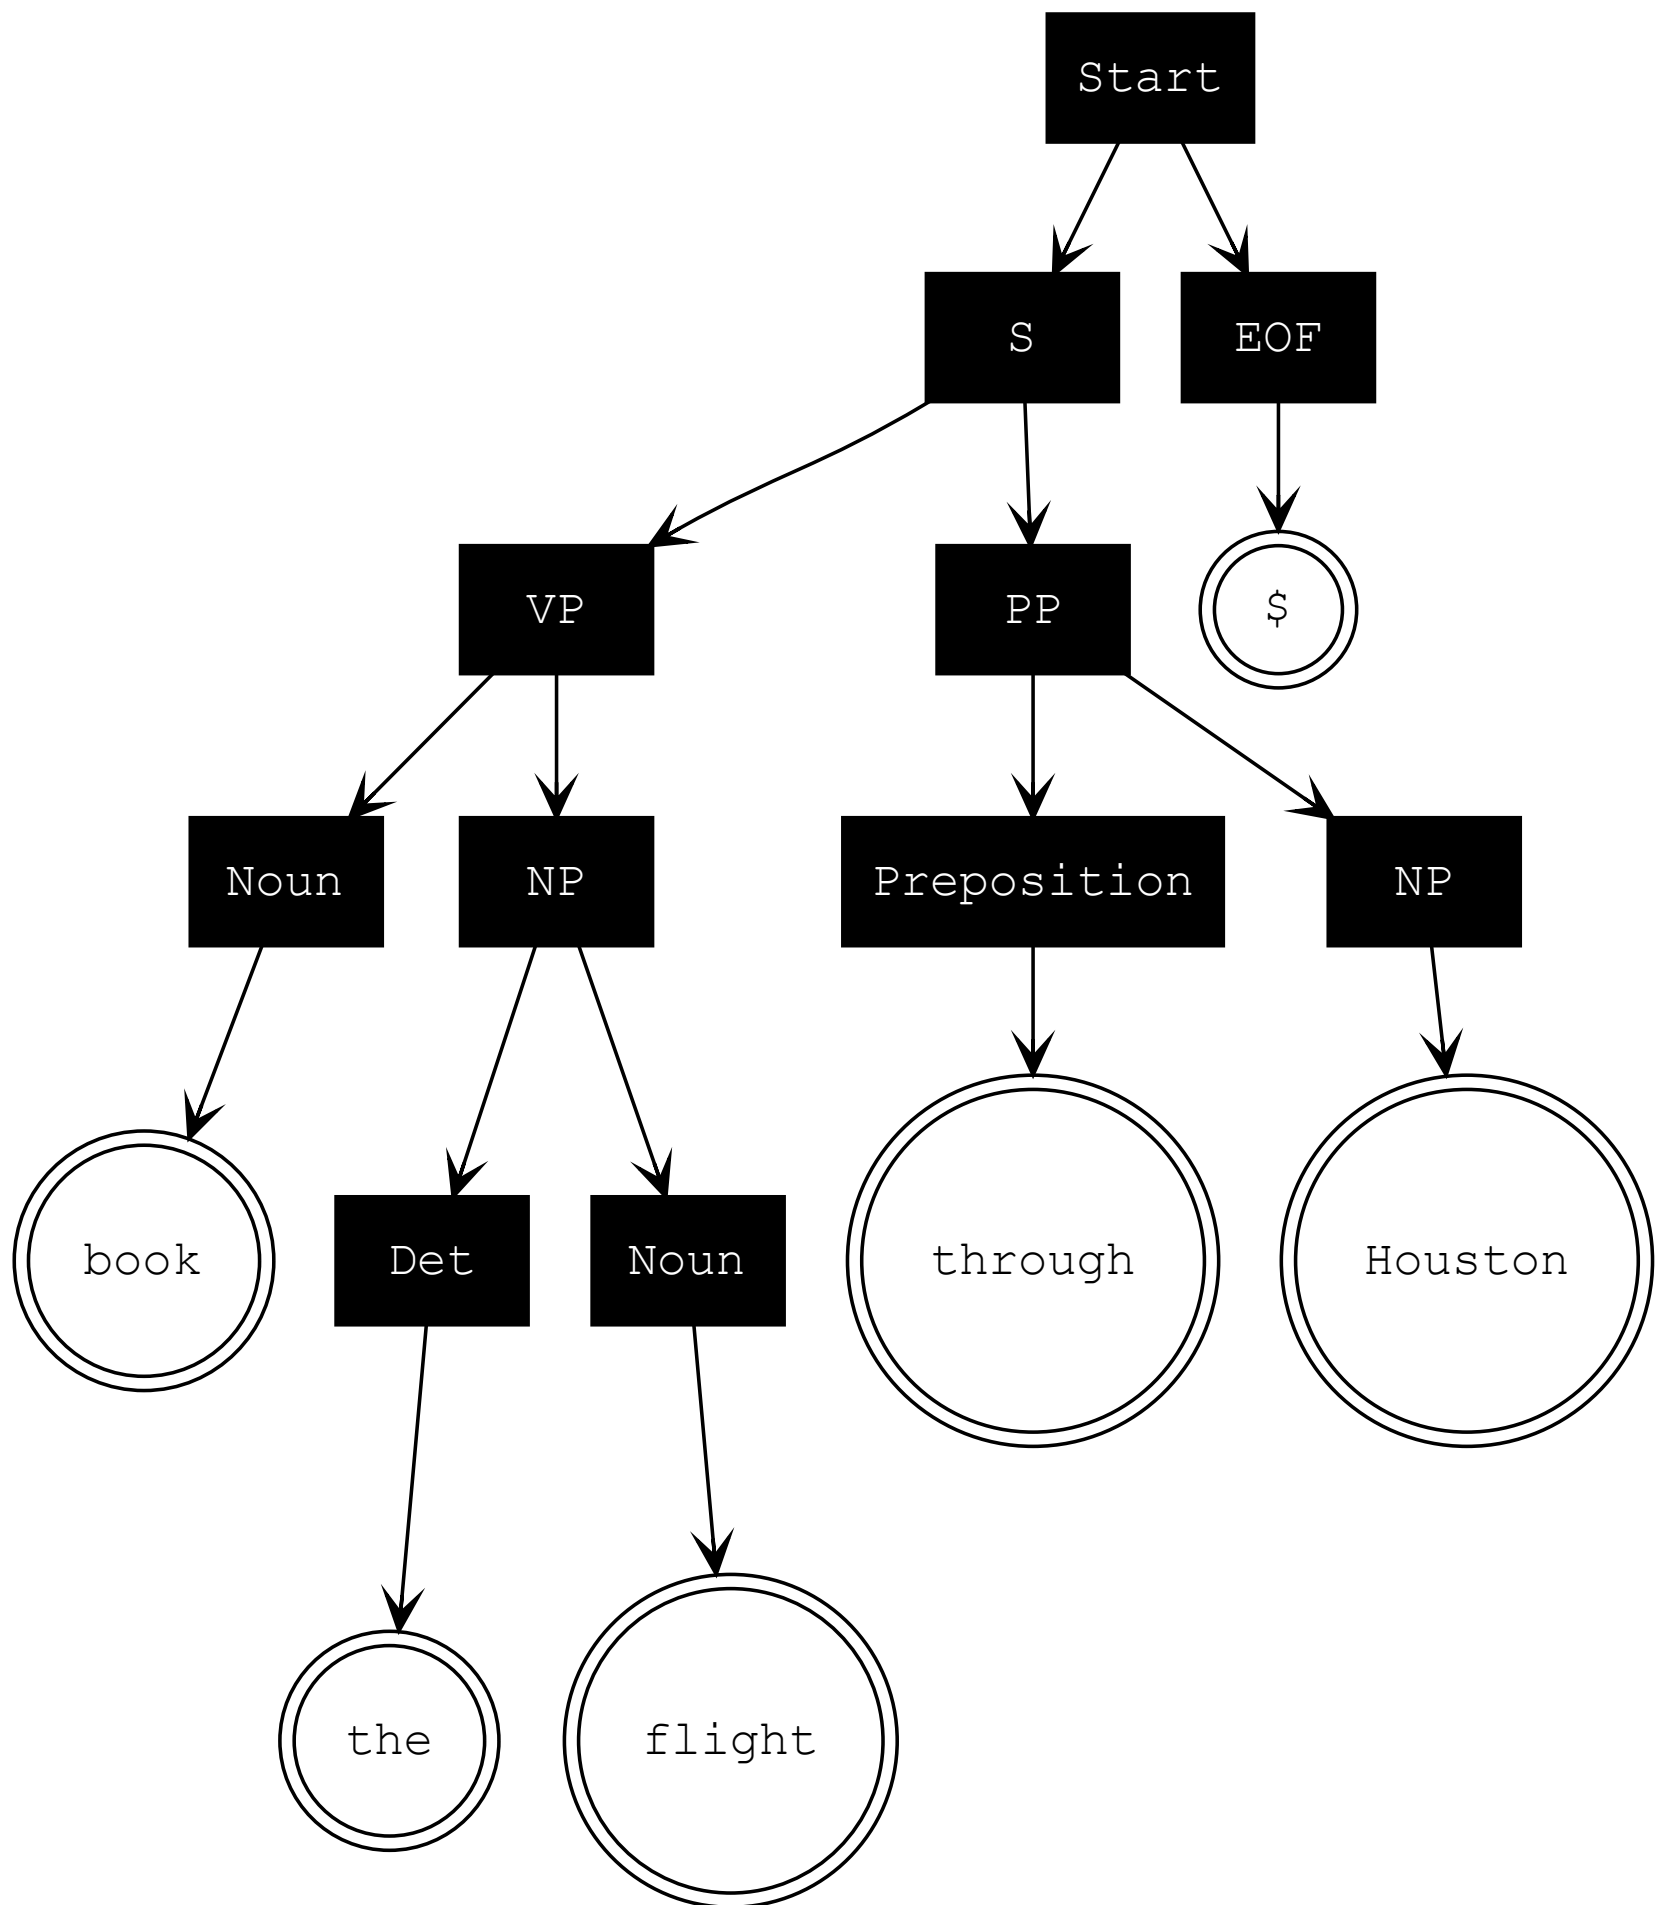 Start
S EOF
VP PP $
Noun NP Preposition NP
book Det Noun through Houston
the flight